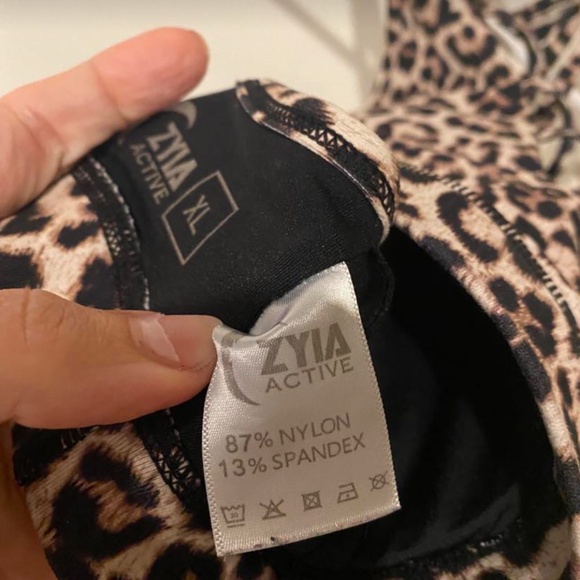 ZYIA
ACTIVE
XL
ZYIA
ACTIVE
87% NYLON
13% SPANDEX